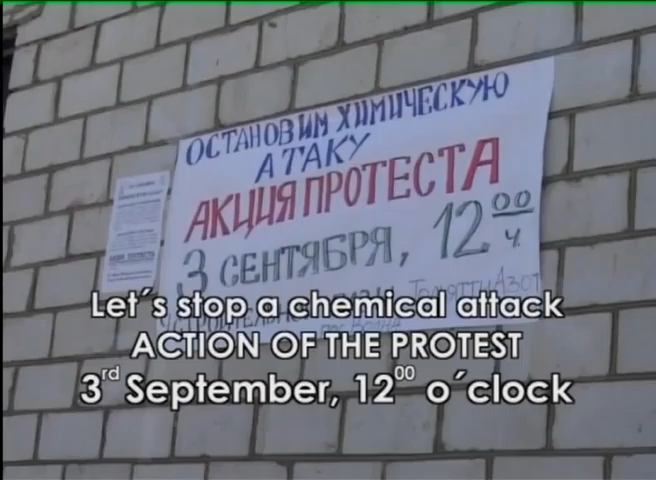 ОСТАНОВИМ ХИМИЧЕСКУЮ
АТАКУ
АКЦИЯ ПРОТЕСТА
3 СЕНТЯБРЯ, 12 00 Ч.
ТольяттиАзот
Let´s stop a chemical attack
ACTION OF THE PROTEST
3rd September, 12 00 o´clock